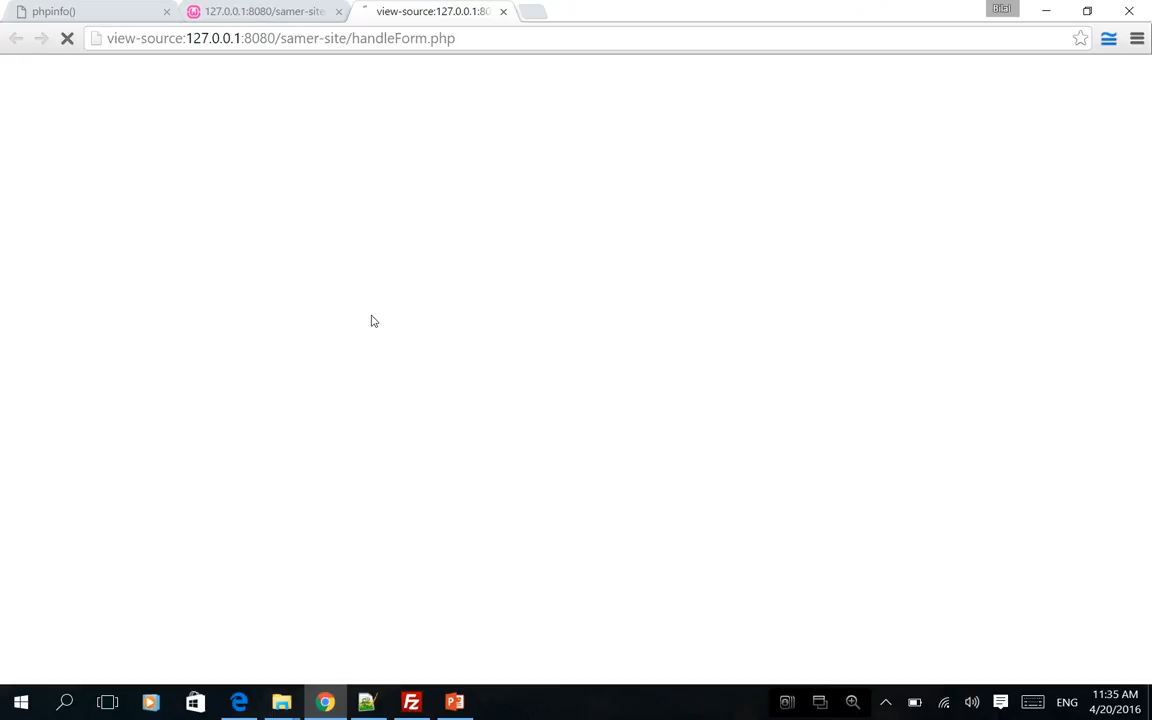 phpinfo()
127.0.0.1:8080/samer-site
view-source:127.0.0.1:80
Bilal
view-source:127.0.0.1:8080/samer-site/handleForm.php
ENG
11:35 AM
4/20/2016